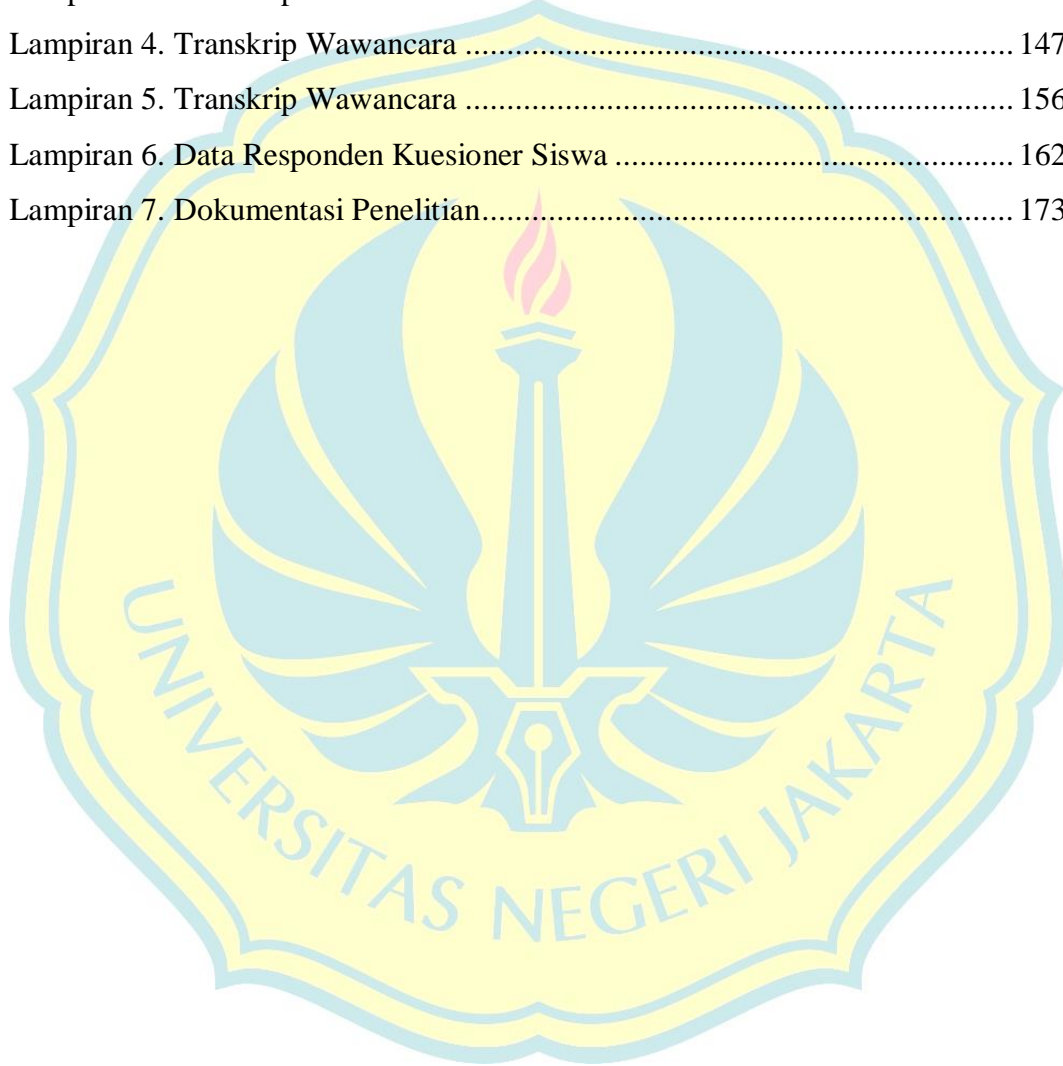 Lampiran 4. Transkrip Wawancara ........................................................................................ 147
Lampiran 5. Transkrip Wawancara ........................................................................................ 156
Lampiran 6. Data Responden Kuesioner Siswa ................................................................ 162
Lampiran 7. Dokumentasi Penelitian..................................................................................... 173
UNIVERSITAS NEGERI JAKARTA